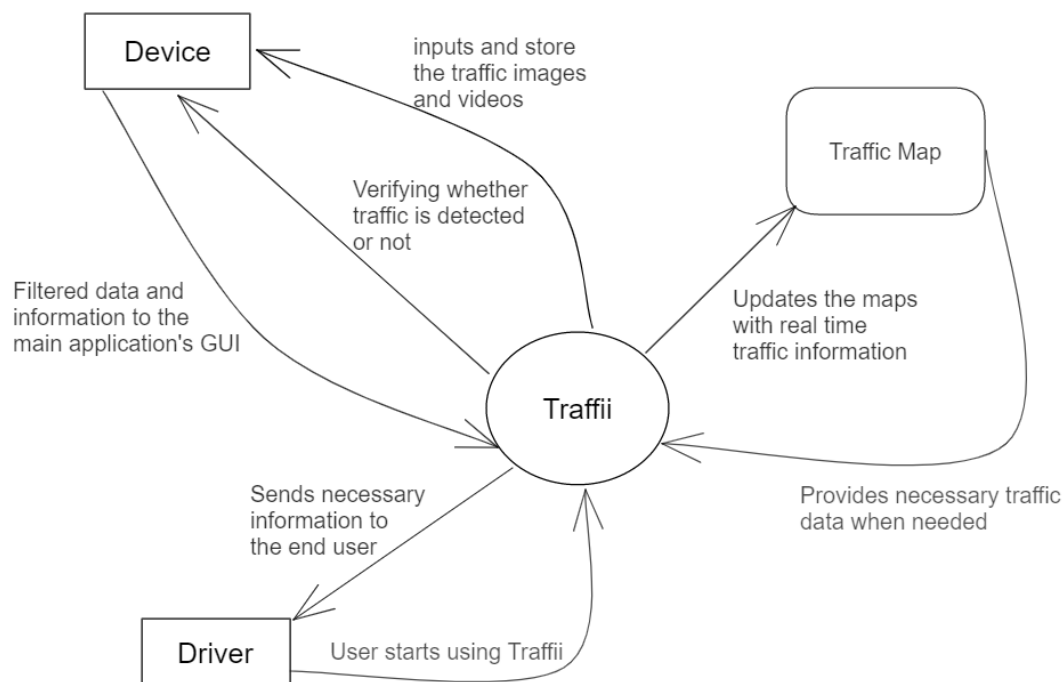 Device
inputs and store
the traffic images
and videos
Traffic Map
Verifying whether
traffic is detected
or not
Filtered data and
information to the
main application's GUI
Updates the maps
with real time
traffic information
Traffii
Sends necessary
information to
the end user
Provides necessary traffic
data when needed
Driver
User starts using Traffii